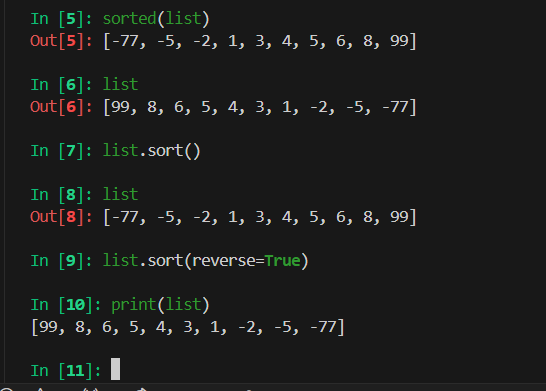 In [5]: sorted(list)
Out[5]: [-77, -5, -2, 1, 3, 4, 5, 6, 8, 99]
In [6]: list
Out[6]: [99, 8, 6, 5, 4, 3, 1, -2, -5, -77]
In [7]: list.sort()
In [8]: list
Out[8]: [-77, -5, -2, 1, 3, 4, 5, 6, 8, 99]
In [9]: list.sort(reverse=True)
In [10]: print(list)
[99, 8, 6, 5, 4, 3, 1, -2, -5, -77]
In [11]: